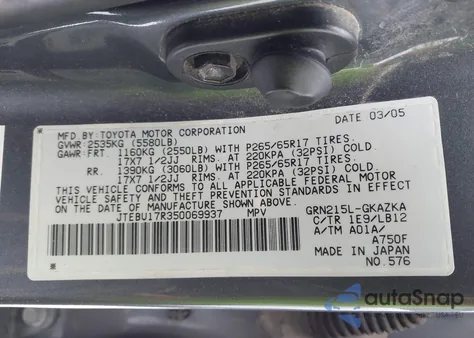 DATE 03/05
MFD.BY:TOYOTA MOTOR CORPORATION
GVWR:2535KG (5580LB)
GAWR:FRT. 1160KG (2550LB) WITH P265/65R17 TIRES.
17X7 1/2JJ RIMS. AT 220KPA (32PSI) COLD.
RR. 1390KG (3060LB) WITH P265/65R17 TIRES.
17X7 1/2JJ RIMS. AT 220KPA (32PSI) COLD.
THIS VEHICLE CONFORMS TO ALL APPLICABLE FEDERAL MOTOR
VEHICLE SAFETY AND THEFT PREVENTION STANDARDS IN EFFECT
ON THE DATE OF MANUFACTURE SHOWN ABOVE.
JTEBU17R350069937 MPV
GRN215L-GKAZKA
C/TR 1E9/LB12
A/TM A01A/
A750F
MADE IN JAPAN
NO.576
autoSnap